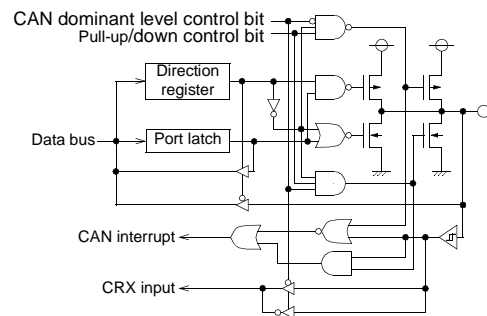 CAN dominant level control bit
Pull-up/down control bit
Direction
register
Data bus
Port latch
CAN interrupt
CRX input